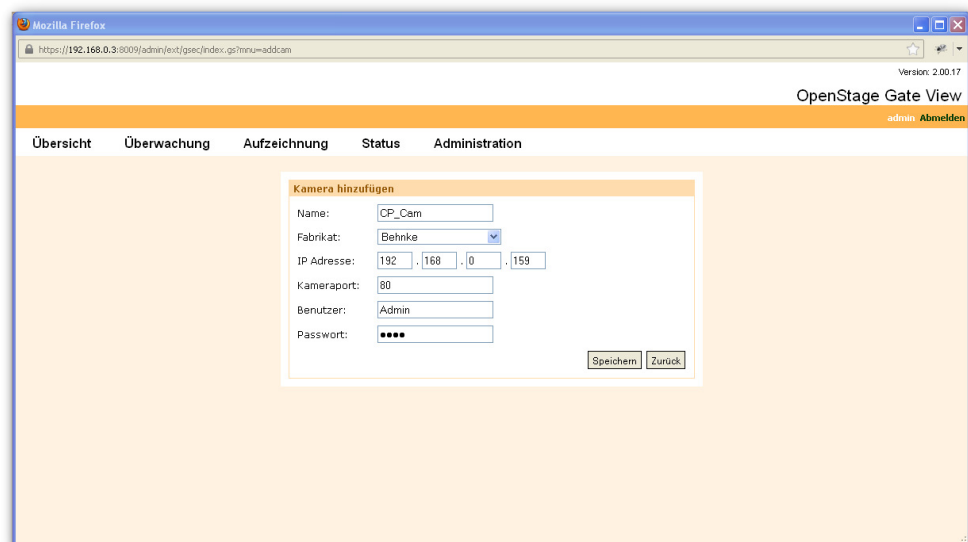 Mozilla Firefox
https://192.168.0.3:8009/admin/ext/gsec/index.gs?mnu=addcam
Version: 2.00.17
OpenStage Gate View
admin Abmelden
Übersicht Überwachung Aufzeichnung Status Administration
Kamera hinzufügen
Name: CP_Cam
Fabrikat: Behnke
IP Adresse: 192 . 168 . 0 . 159
Kameraport: 80
Benutzer: Admin
Passwort: ●●●●
Speichern Zurück